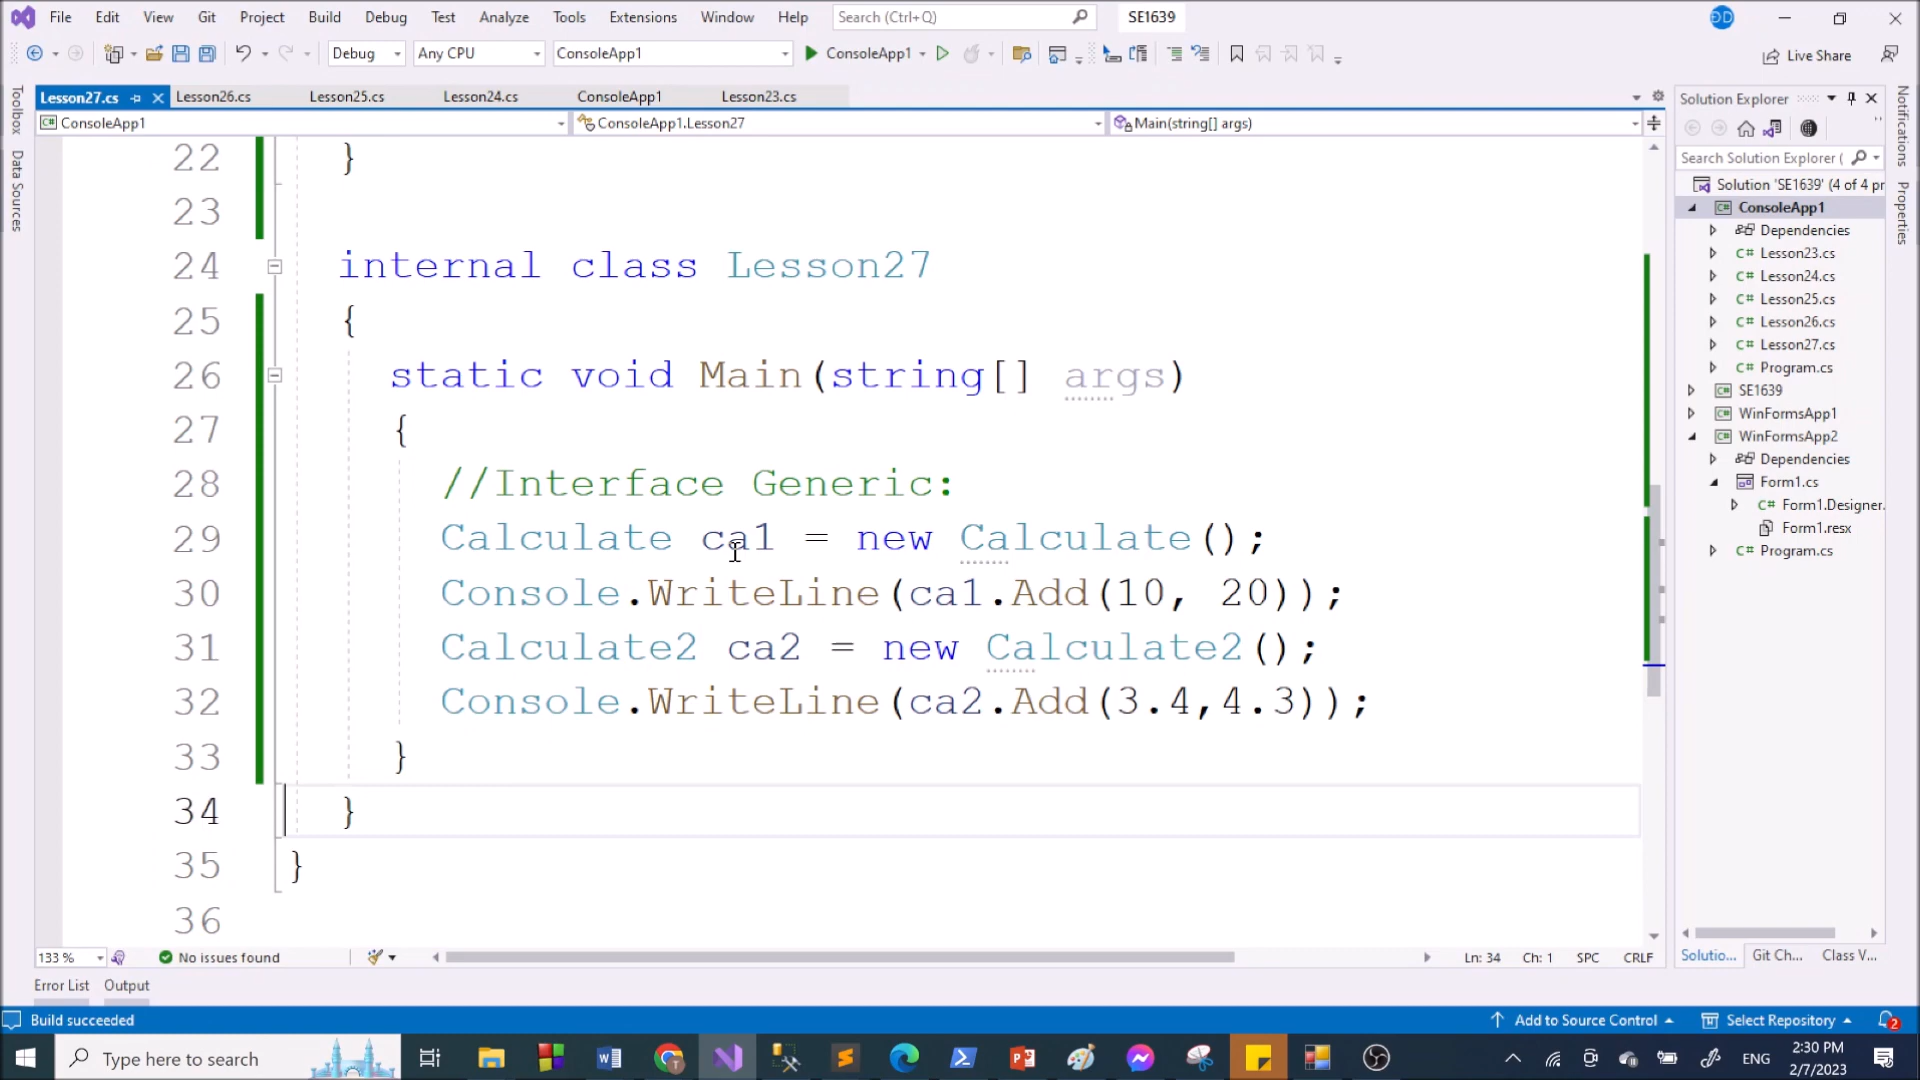 File Edit View Git Project Build Debug Test Analyze Tools Extensions Window Help Search (Ctrl+Q) SE1639
Debug Any CPU ConsoleApp1 ConsoleApp1 Live Share
Lesson27.cs Lesson26.cs Lesson25.cs Lesson24.cs ConsoleApp1 Lesson23.cs
ConsoleApp1 ConsoleApp1.Lesson27 Main(string[] args)
Toolbox
Data Sources
22 }
23
24 internal class Lesson27
25 {
26 static void Main(string[] args)
27 {
28 //Interface Generic:
29 Calculate ca1 = new Calculate();
30 Console.WriteLine(ca1.Add(10, 20));
31 Calculate2 ca2 = new Calculate2();
32 Console.WriteLine(ca2.Add(3.4,4.3));
33 }
34 }
35 }
36
133 % No issues found Ln: 34 Ch: 1 SPC CRLF
Error List Output
Solution Explorer
Search Solution Explorer (
Solution 'SE1639' (4 of 4 pr
ConsoleApp1
Dependencies
C# Lesson23.cs
C# Lesson24.cs
C# Lesson25.cs
C# Lesson26.cs
C# Lesson27.cs
C# Program.cs
SE1639
WinFormsApp1
WinFormsApp2
Dependencies
Form1.cs
C# Form1.Designer.
Form1.resx
C# Program.cs
Solutio... Git Ch... Class V...
Notifications
Properties
Build succeeded Add to Source Control Select Repository 2
Type here to search ENG 2:30 PM
2/7/2023